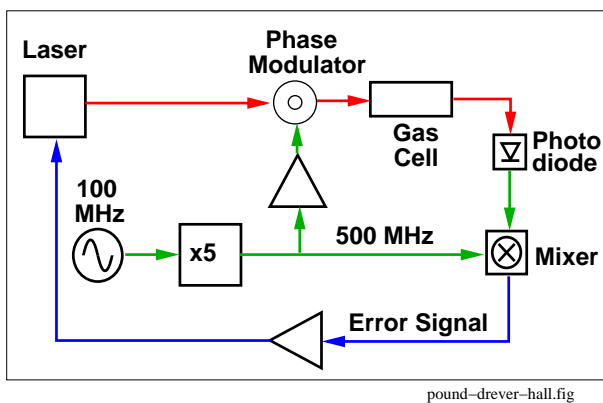 Laser
Phase
Modulator
Gas
Cell
Photo
diode
100
MHz
x5
500 MHz
Mixer
Error Signal
pound−drever−hall.fig